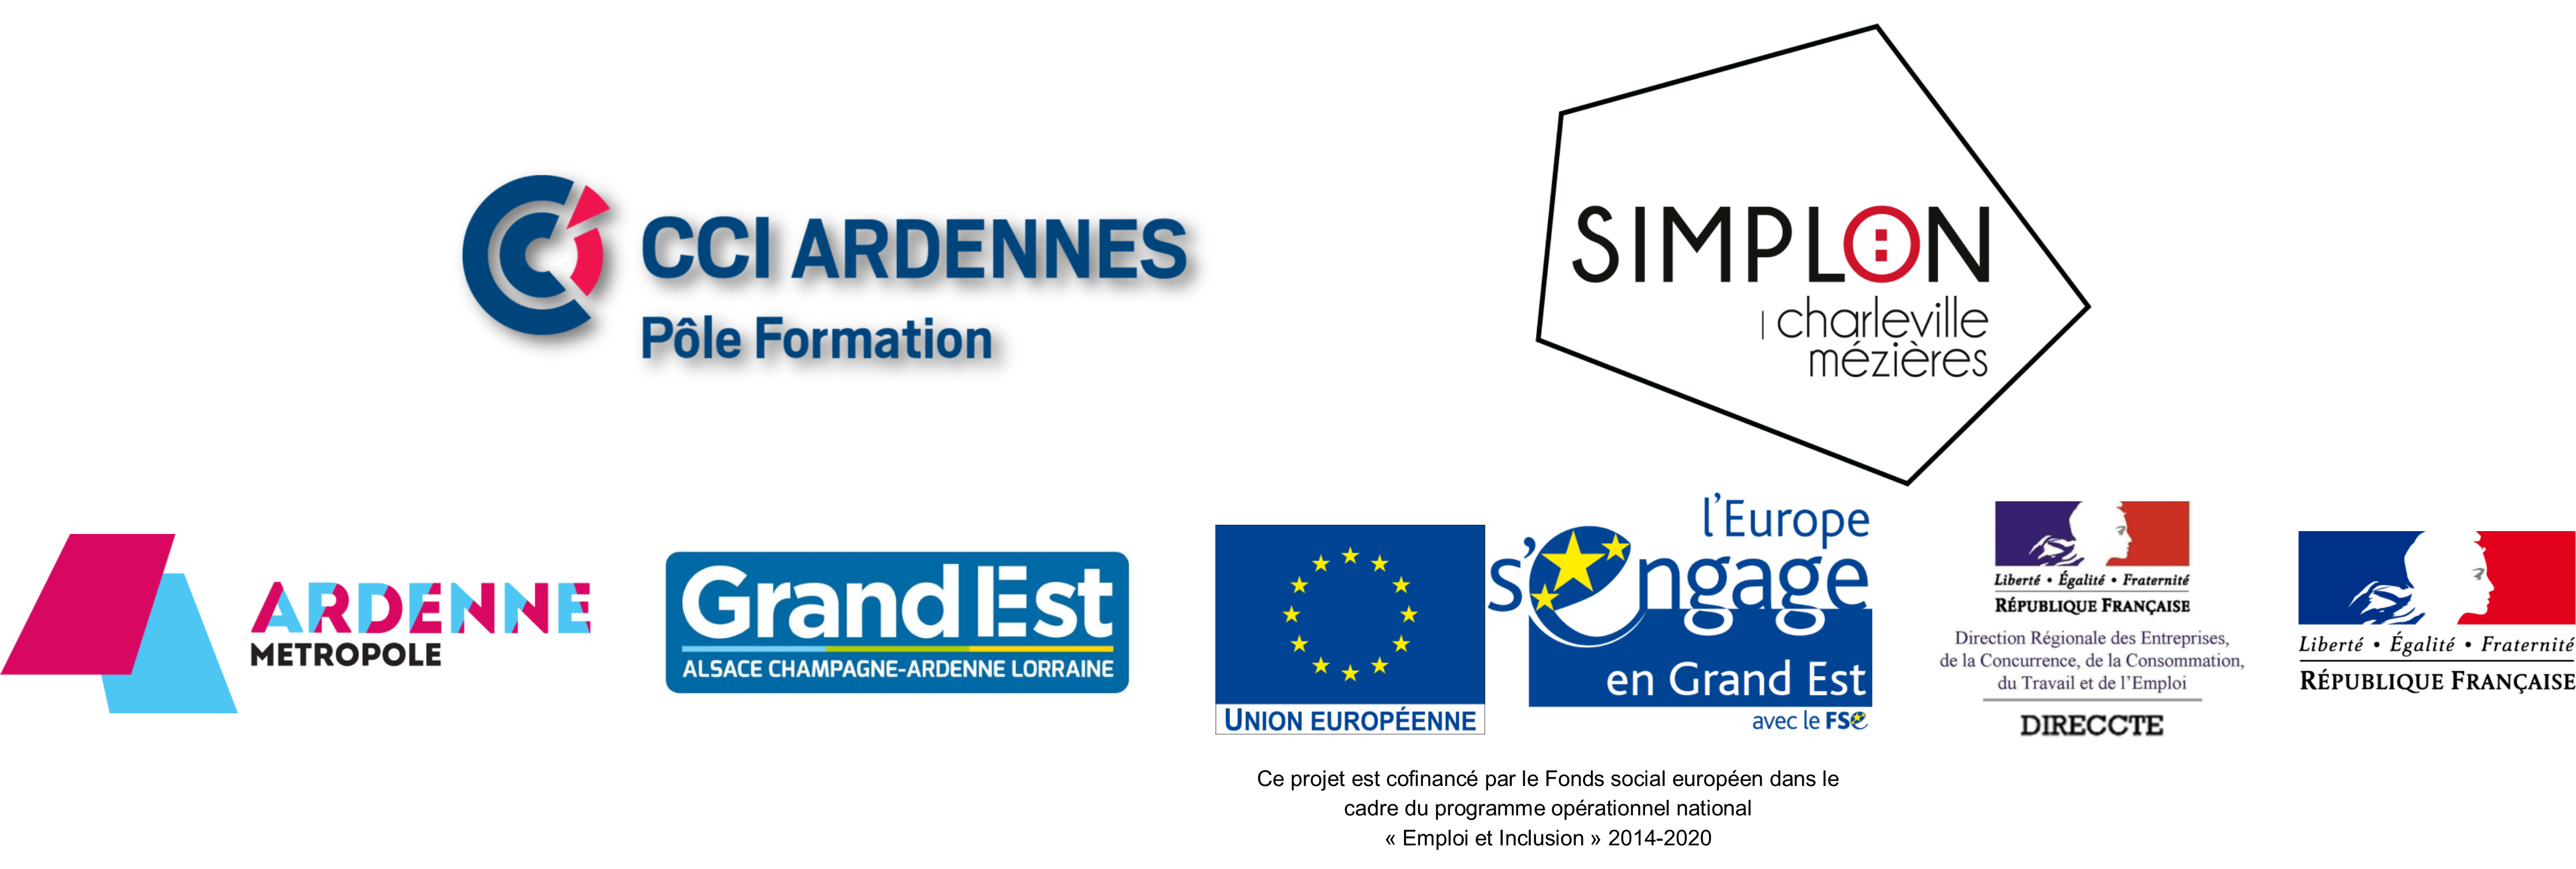 CCI ARDENNES
Pôle Formation
SIMPLON
charleville
mézières
ARDENNE
METROPOLE
Grand Est
ALSACE CHAMPAGNE-ARDENNE LORRAINE
UNION EUROPÉENNE
l'Europe
s'engage
en Grand Est
avec le FSE
Liberté • Égalité • Fraternité
RÉPUBLIQUE FRANÇAISE
Direction Régionale des Entreprises,
de la Concurrence, de la Consommation,
du Travail et de l'Emploi
DIRECCTE
Liberté • Égalité • Fraternité
RÉPUBLIQUE FRANÇAISE
Ce projet est cofinancé par le Fonds social européen dans le
cadre du programme opérationnel national
« Emploi et Inclusion » 2014-2020